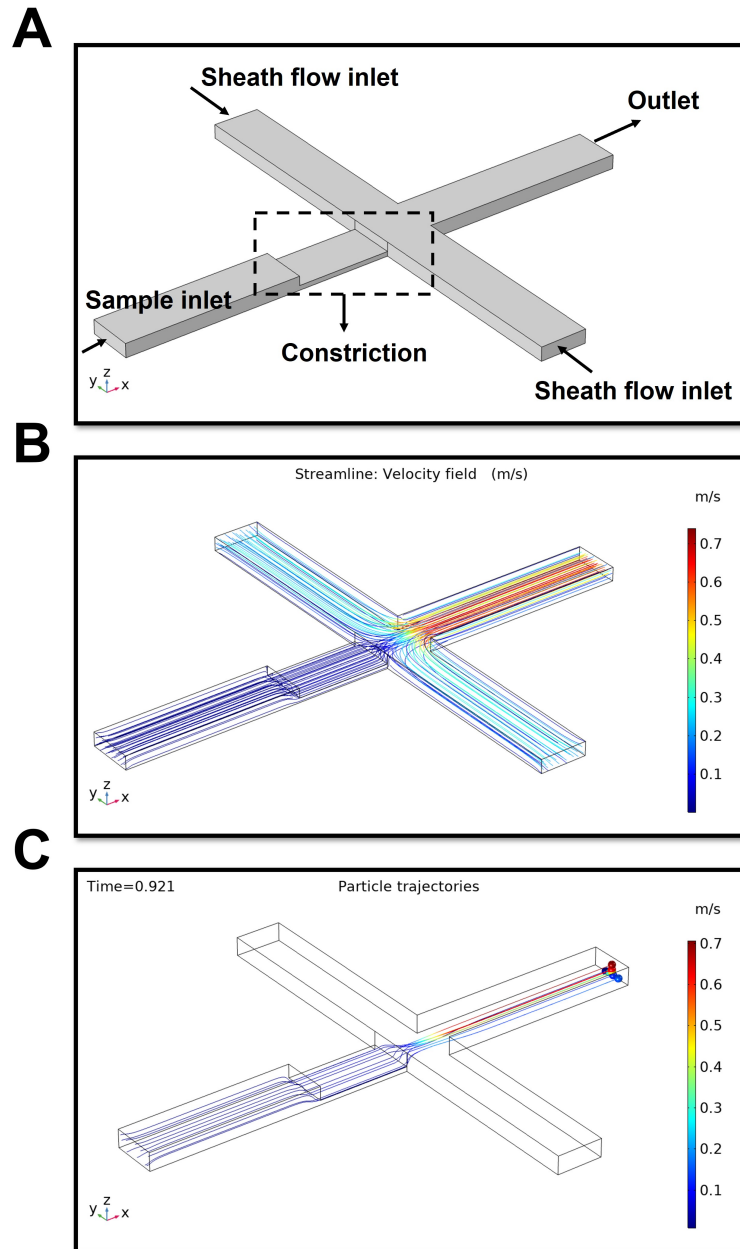 A
Sheath flow inlet
Outlet
Sample inlet
Constriction
Sheath flow inlet
y z x
B
Streamline: Velocity field (m/s)
m/s
0.7
0.6
0.5
0.4
0.3
0.2
0.1
y z x
C
Time=0.921 Particle trajectories
m/s
0.7
0.6
0.5
0.4
0.3
0.2
0.1
y z x